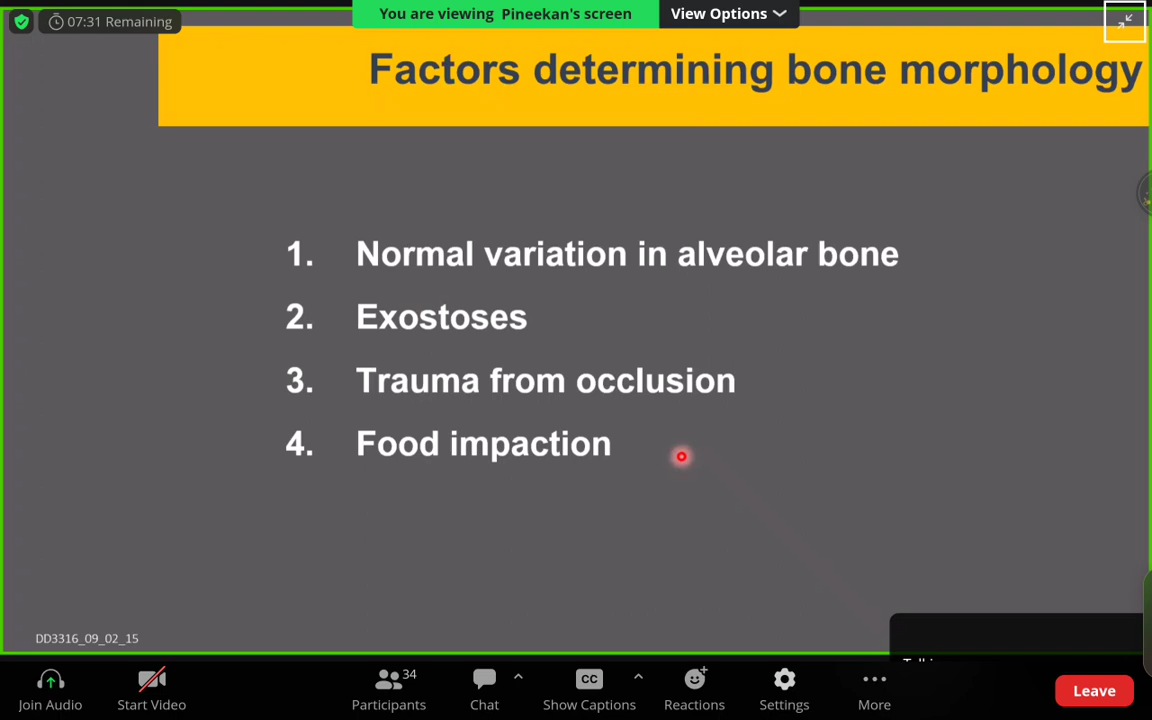 07:31 Remaining
You are viewing Pineekan's screen
View Options
Factors determining bone morphology
1. Normal variation in alveolar bone
2. Exostoses
3. Trauma from occlusion
4. Food impaction
DD3316_09_02_15
Join Audio
Start Video
Participants
34
Chat
CC
Show Captions
Reactions
Settings
More
Leave